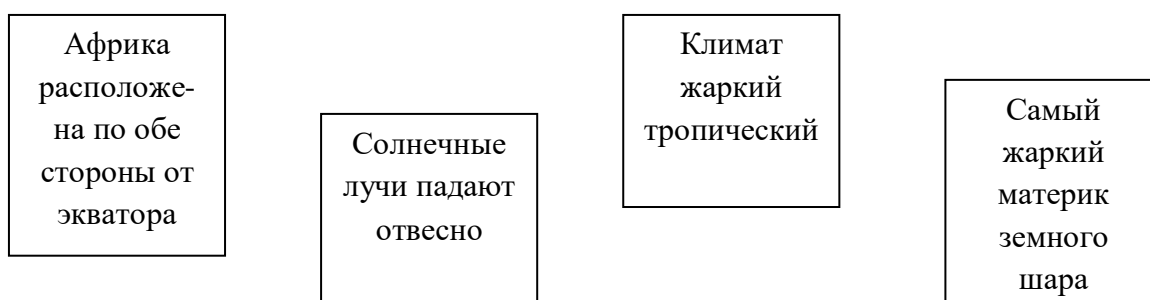 Африка
расположе-
на по обе
стороны от
экватора
Солнечные
лучи падают
отвесно
Климат
жаркий
тропический
Самый
жаркий
материк
земного
шара